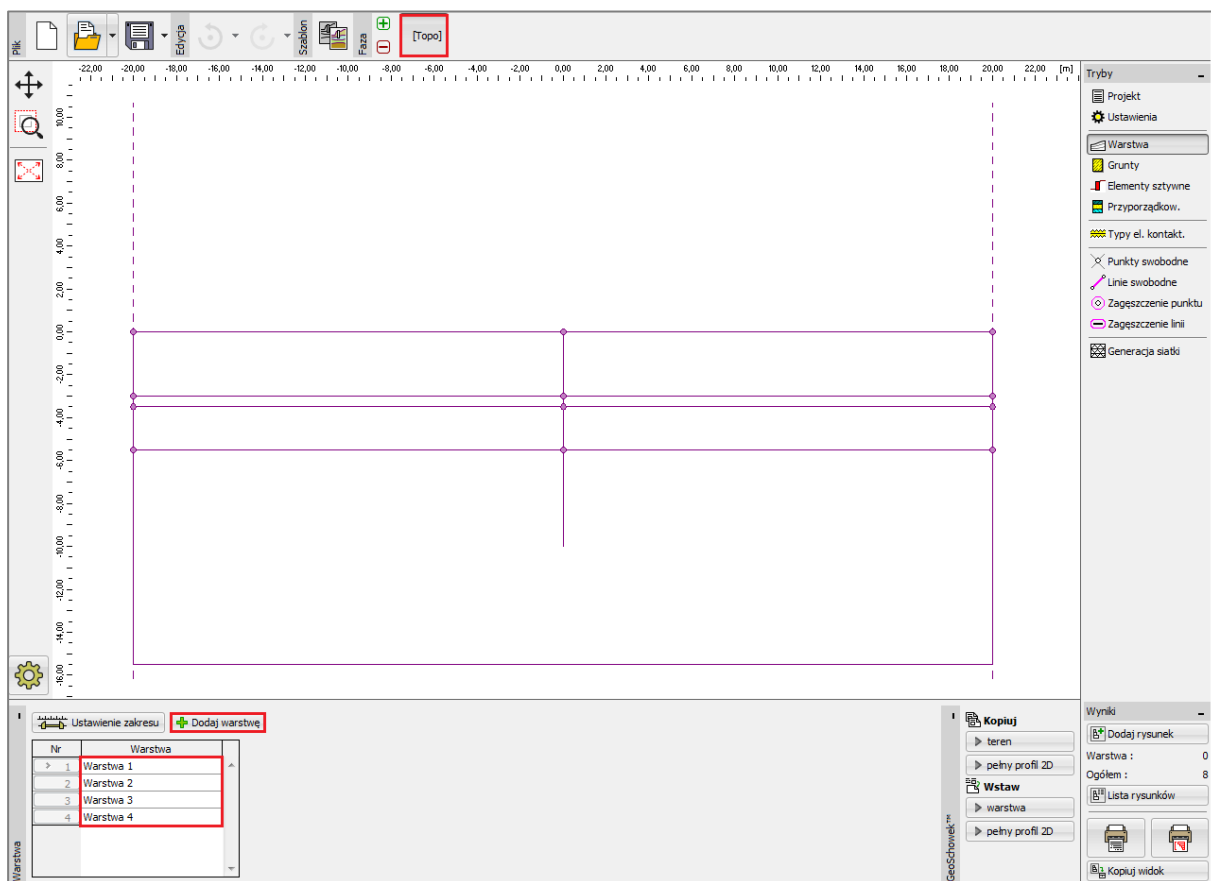 Plik
Edycja
Szablon
Faza
[Topo]
-22,00 -20,00 -18,00 -16,00 -14,00 -12,00 -10,00 -8,00 -6,00 -4,00 -2,00 0,00 2,00 4,00 6,00 8,00 10,00 12,00 14,00 16,00 18,00 20,00 22,00 [m]
10,00
8,00
6,00
4,00
2,00
0,00
-2,00
-4,00
-6,00
-8,00
-10,00
-12,00
-14,00
-16,00
Tryby
Projekt
Ustawienia
Warstwa
Grunty
Elementy sztywne
Przyporządkow.
Typy el. kontakt.
Punkty swobodne
Linie swobodne
Zagęszczenie punktu
Zagęszczenie linii
Generacja siatki
Warstwa
Ustawienie zakresu
Dodaj warstwę
Nr Warstwa
> 1 Warstwa 1
2 Warstwa 2
3 Warstwa 3
4 Warstwa 4
GeoSchowek™
Kopiuj
teren
pełny profil 2D
Wstaw
warstwa
pełny profil 2D
Wyniki
Dodaj rysunek
Warstwa : 0
Ogółem : 8
Lista rysunków
Kopiuj widok